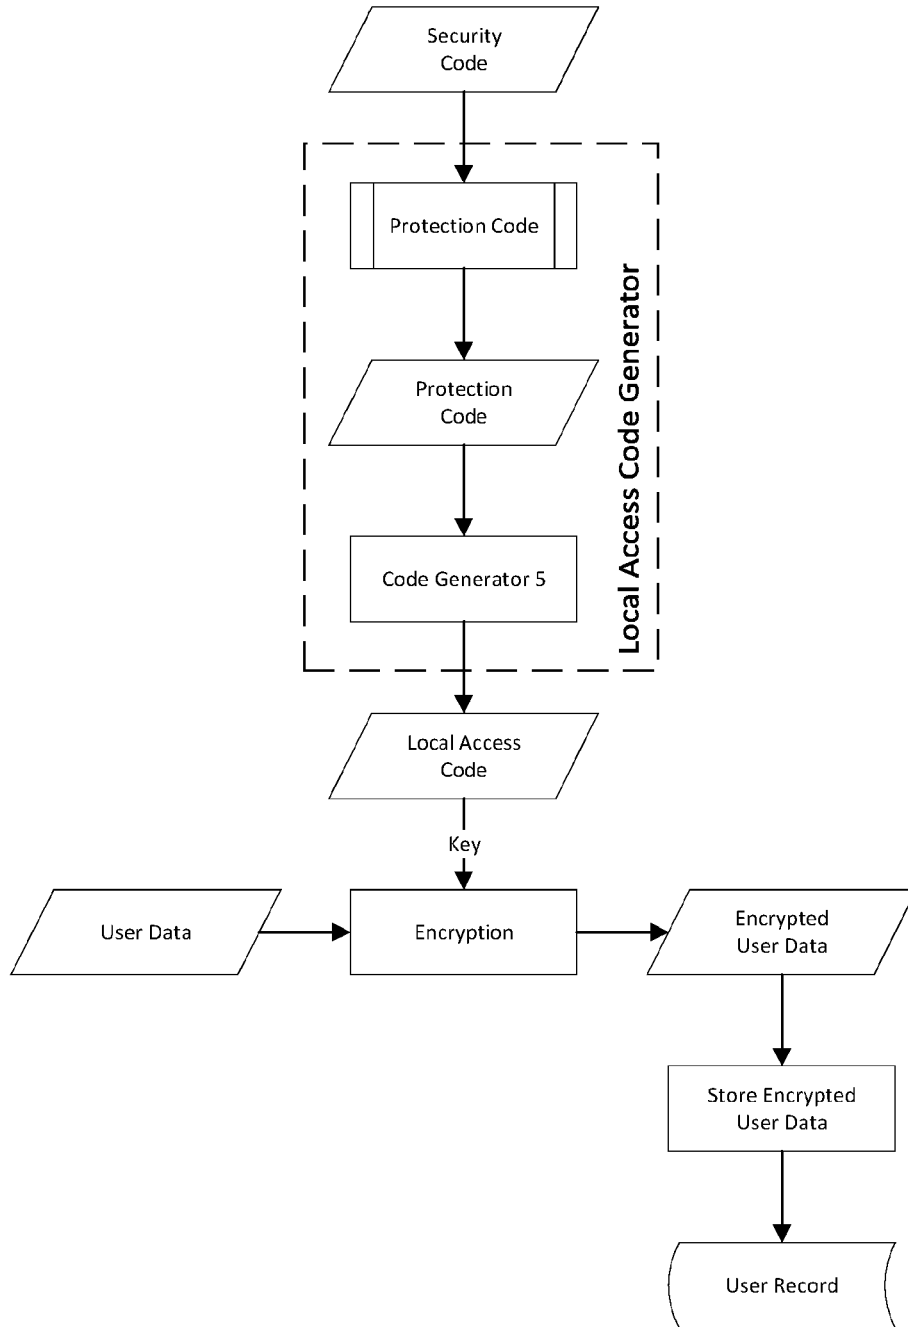 Security
Code
Protection Code
Protection
Code
Code Generator 5
Local Access Code Generator
Local Access
Code
Key
User Data
Encryption
Encrypted
User Data
Store Encrypted
User Data
User Record